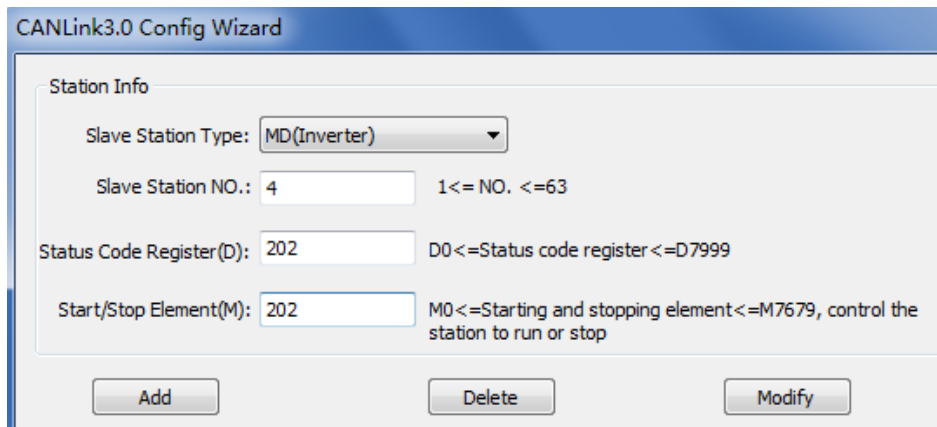 CANLink3.0 Config Wizard
Station Info
Slave Station Type: MD(Inverter)
Slave Station NO.: 4 1<= NO. <=63
Status Code Register(D): 202 D0<=Status code register<=D7999
Start/Stop Element(M): 202 M0<=Starting and stopping element<=M7679, control the
station to run or stop
Add Delete Modify